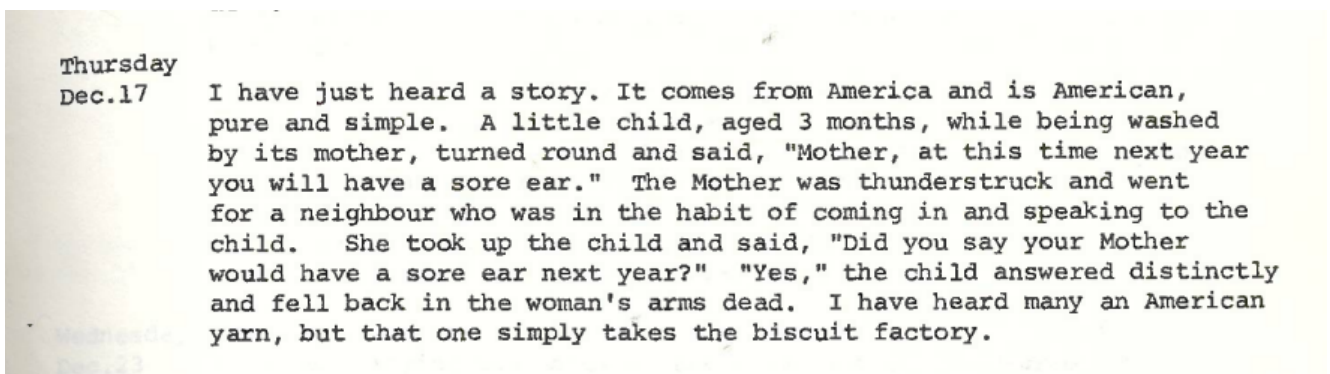 Thursday
Dec.17
I have just heard a story. It comes from America and is American,
pure and simple. A little child, aged 3 months, while being washed
by its mother, turned round and said, "Mother, at this time next year
you will have a sore ear." The Mother was thunderstruck and went
for a neighbour who was in the habit of coming in and speaking to the
child. She took up the child and said, "Did you say your Mother
would have a sore ear next year?" "Yes," the child answered distinctly
and fell back in the woman's arms dead. I have heard many an American
yarn, but that one simply takes the biscuit factory.
Wednesday
Dec.23